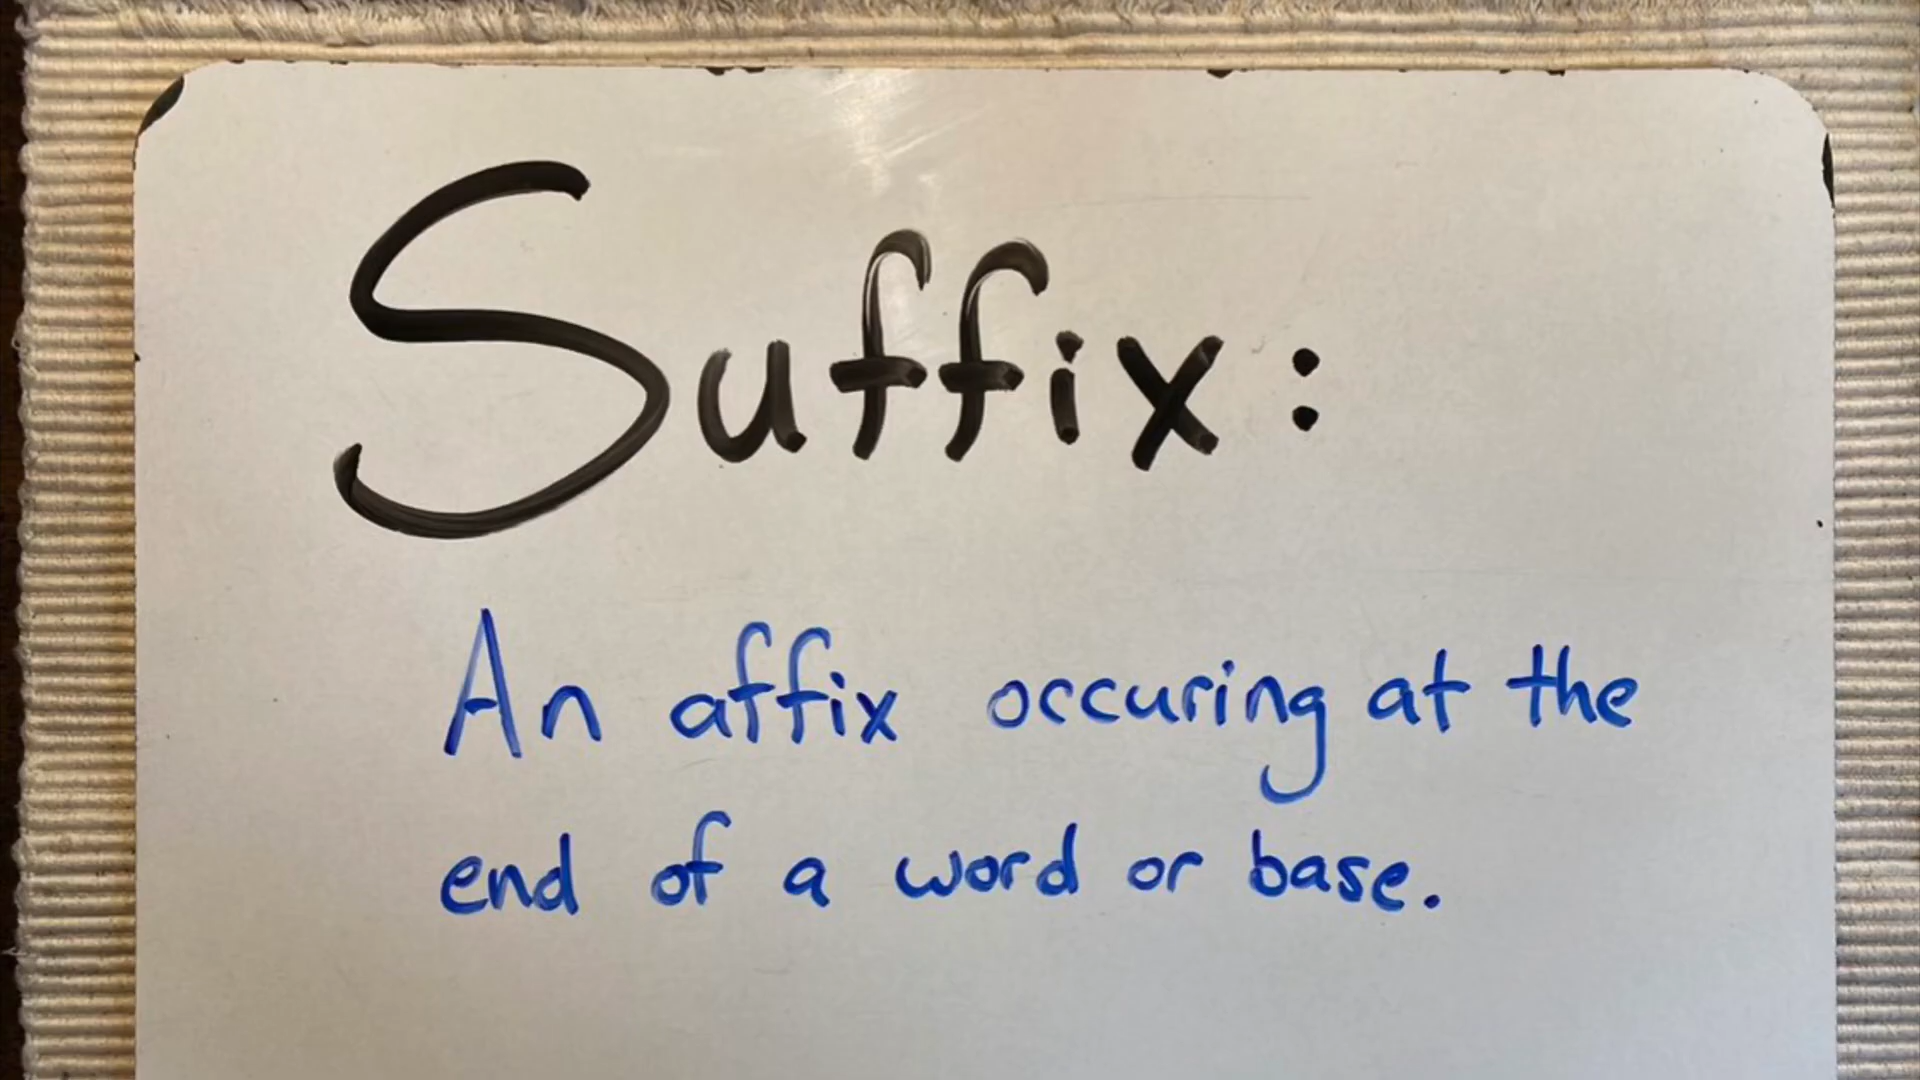 Suffix:
An affix occuring at the
end of a word or base.